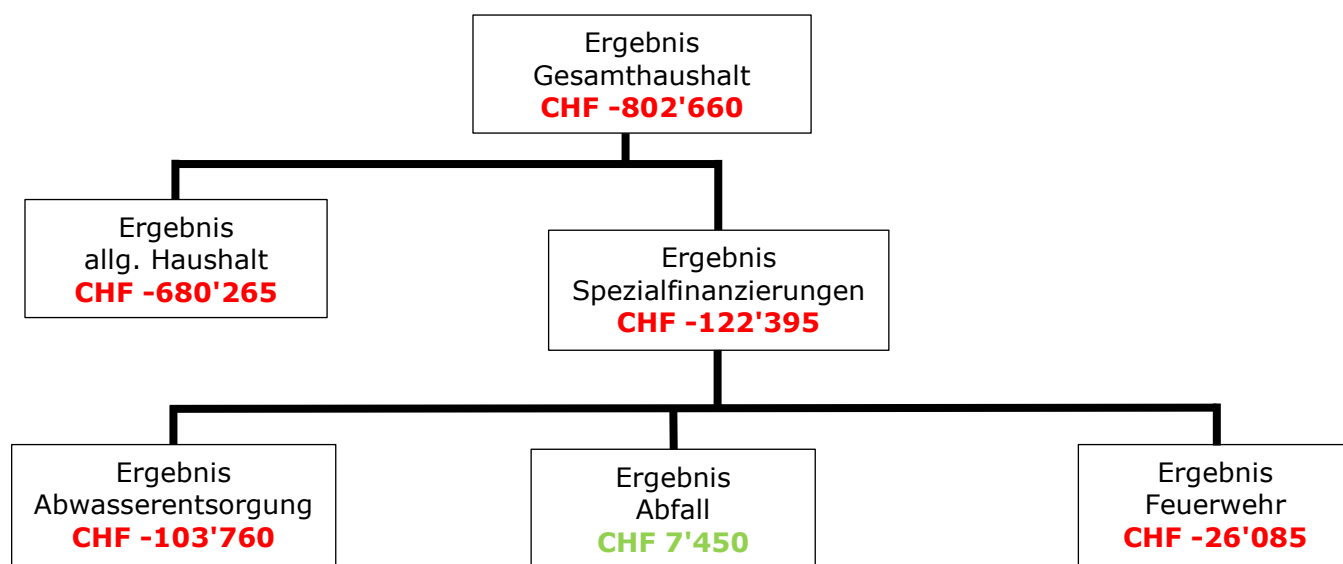 Ergebnis
Gesamthaushalt
CHF -802'660
Ergebnis
allg. Haushalt
CHF -680'265
Ergebnis
Spezialfinanzierungen
CHF -122'395
Ergebnis
Abwasserentsorgung
CHF -103'760
Ergebnis
Abfall
CHF 7'450
Ergebnis
Feuerwehr
CHF -26'085